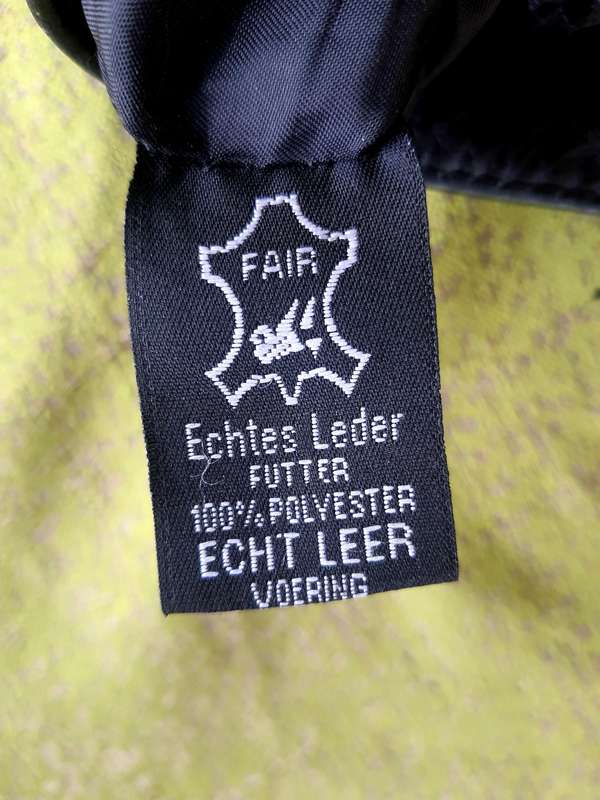 FAIR
Echtes Leder
FUTTER
100% POLYESTER
ECHT LEER
VOERING